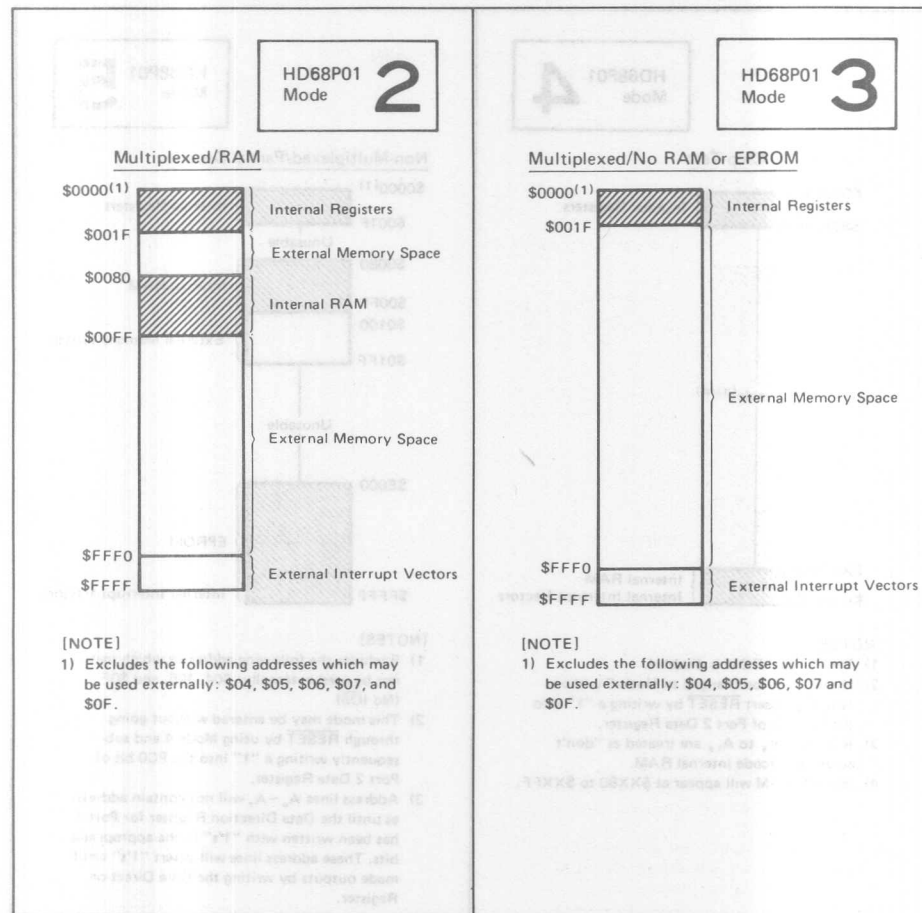 HD68P01
Mode
2
Multiplexed/RAM
$0000(1)
Internal Registers
$001F
External Memory Space
$0080
Internal RAM
$00FF
External Memory Space
$FFF0
External Interrupt Vectors
$FFFF
[NOTE]
1) Excludes the following addresses which may
be used externally: $04, $05, $06, $07, and
$0F.
HD68P01
Mode
3
Multiplexed/No RAM or EPROM
$0000(1)
Internal Registers
$001F
External Memory Space
$FFF0
External Interrupt Vectors
$FFFF
[NOTE]
1) Excludes the following addresses which may
be used externally: $04, $05, $06, $07, and
$0F.